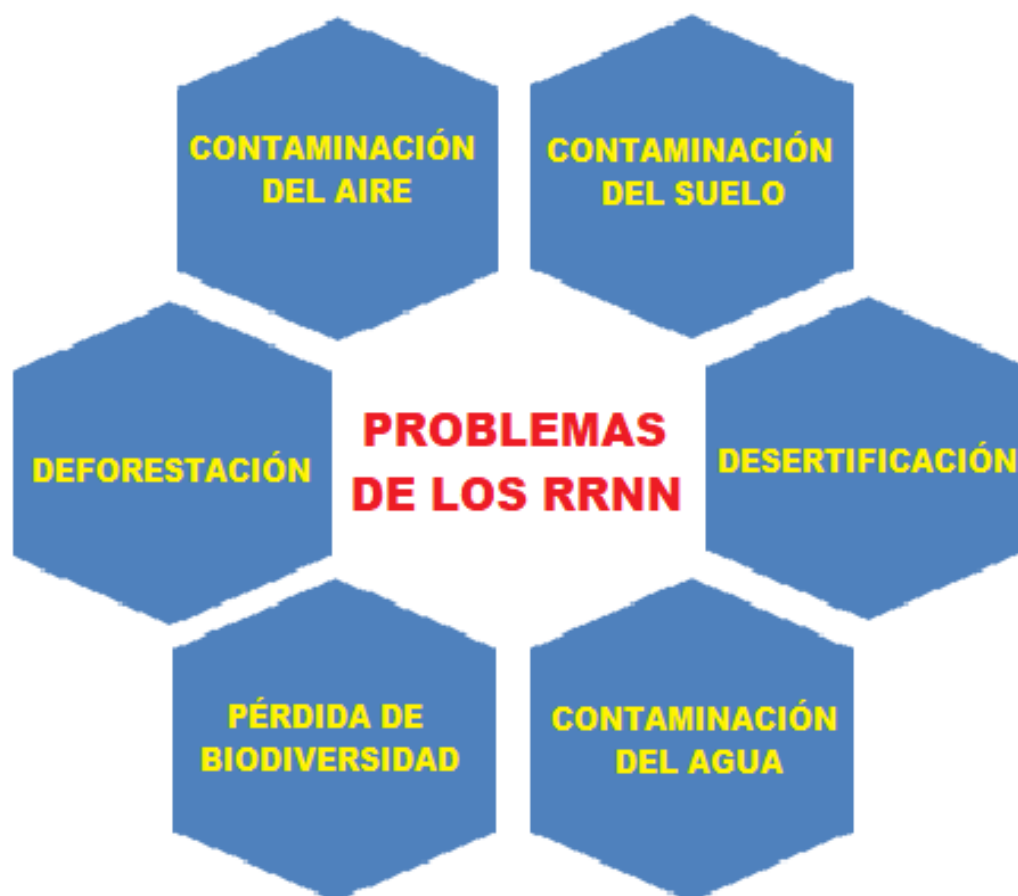 CONTAMINACIÓN
DEL AIRE
CONTAMINACIÓN
DEL SUELO
DEFORESTACIÓN
PROBLEMAS
DE LOS RRNN
DESERTIFICACIÓN
PÉRDIDA DE
BIODIVERSIDAD
CONTAMINACIÓN
DEL AGUA